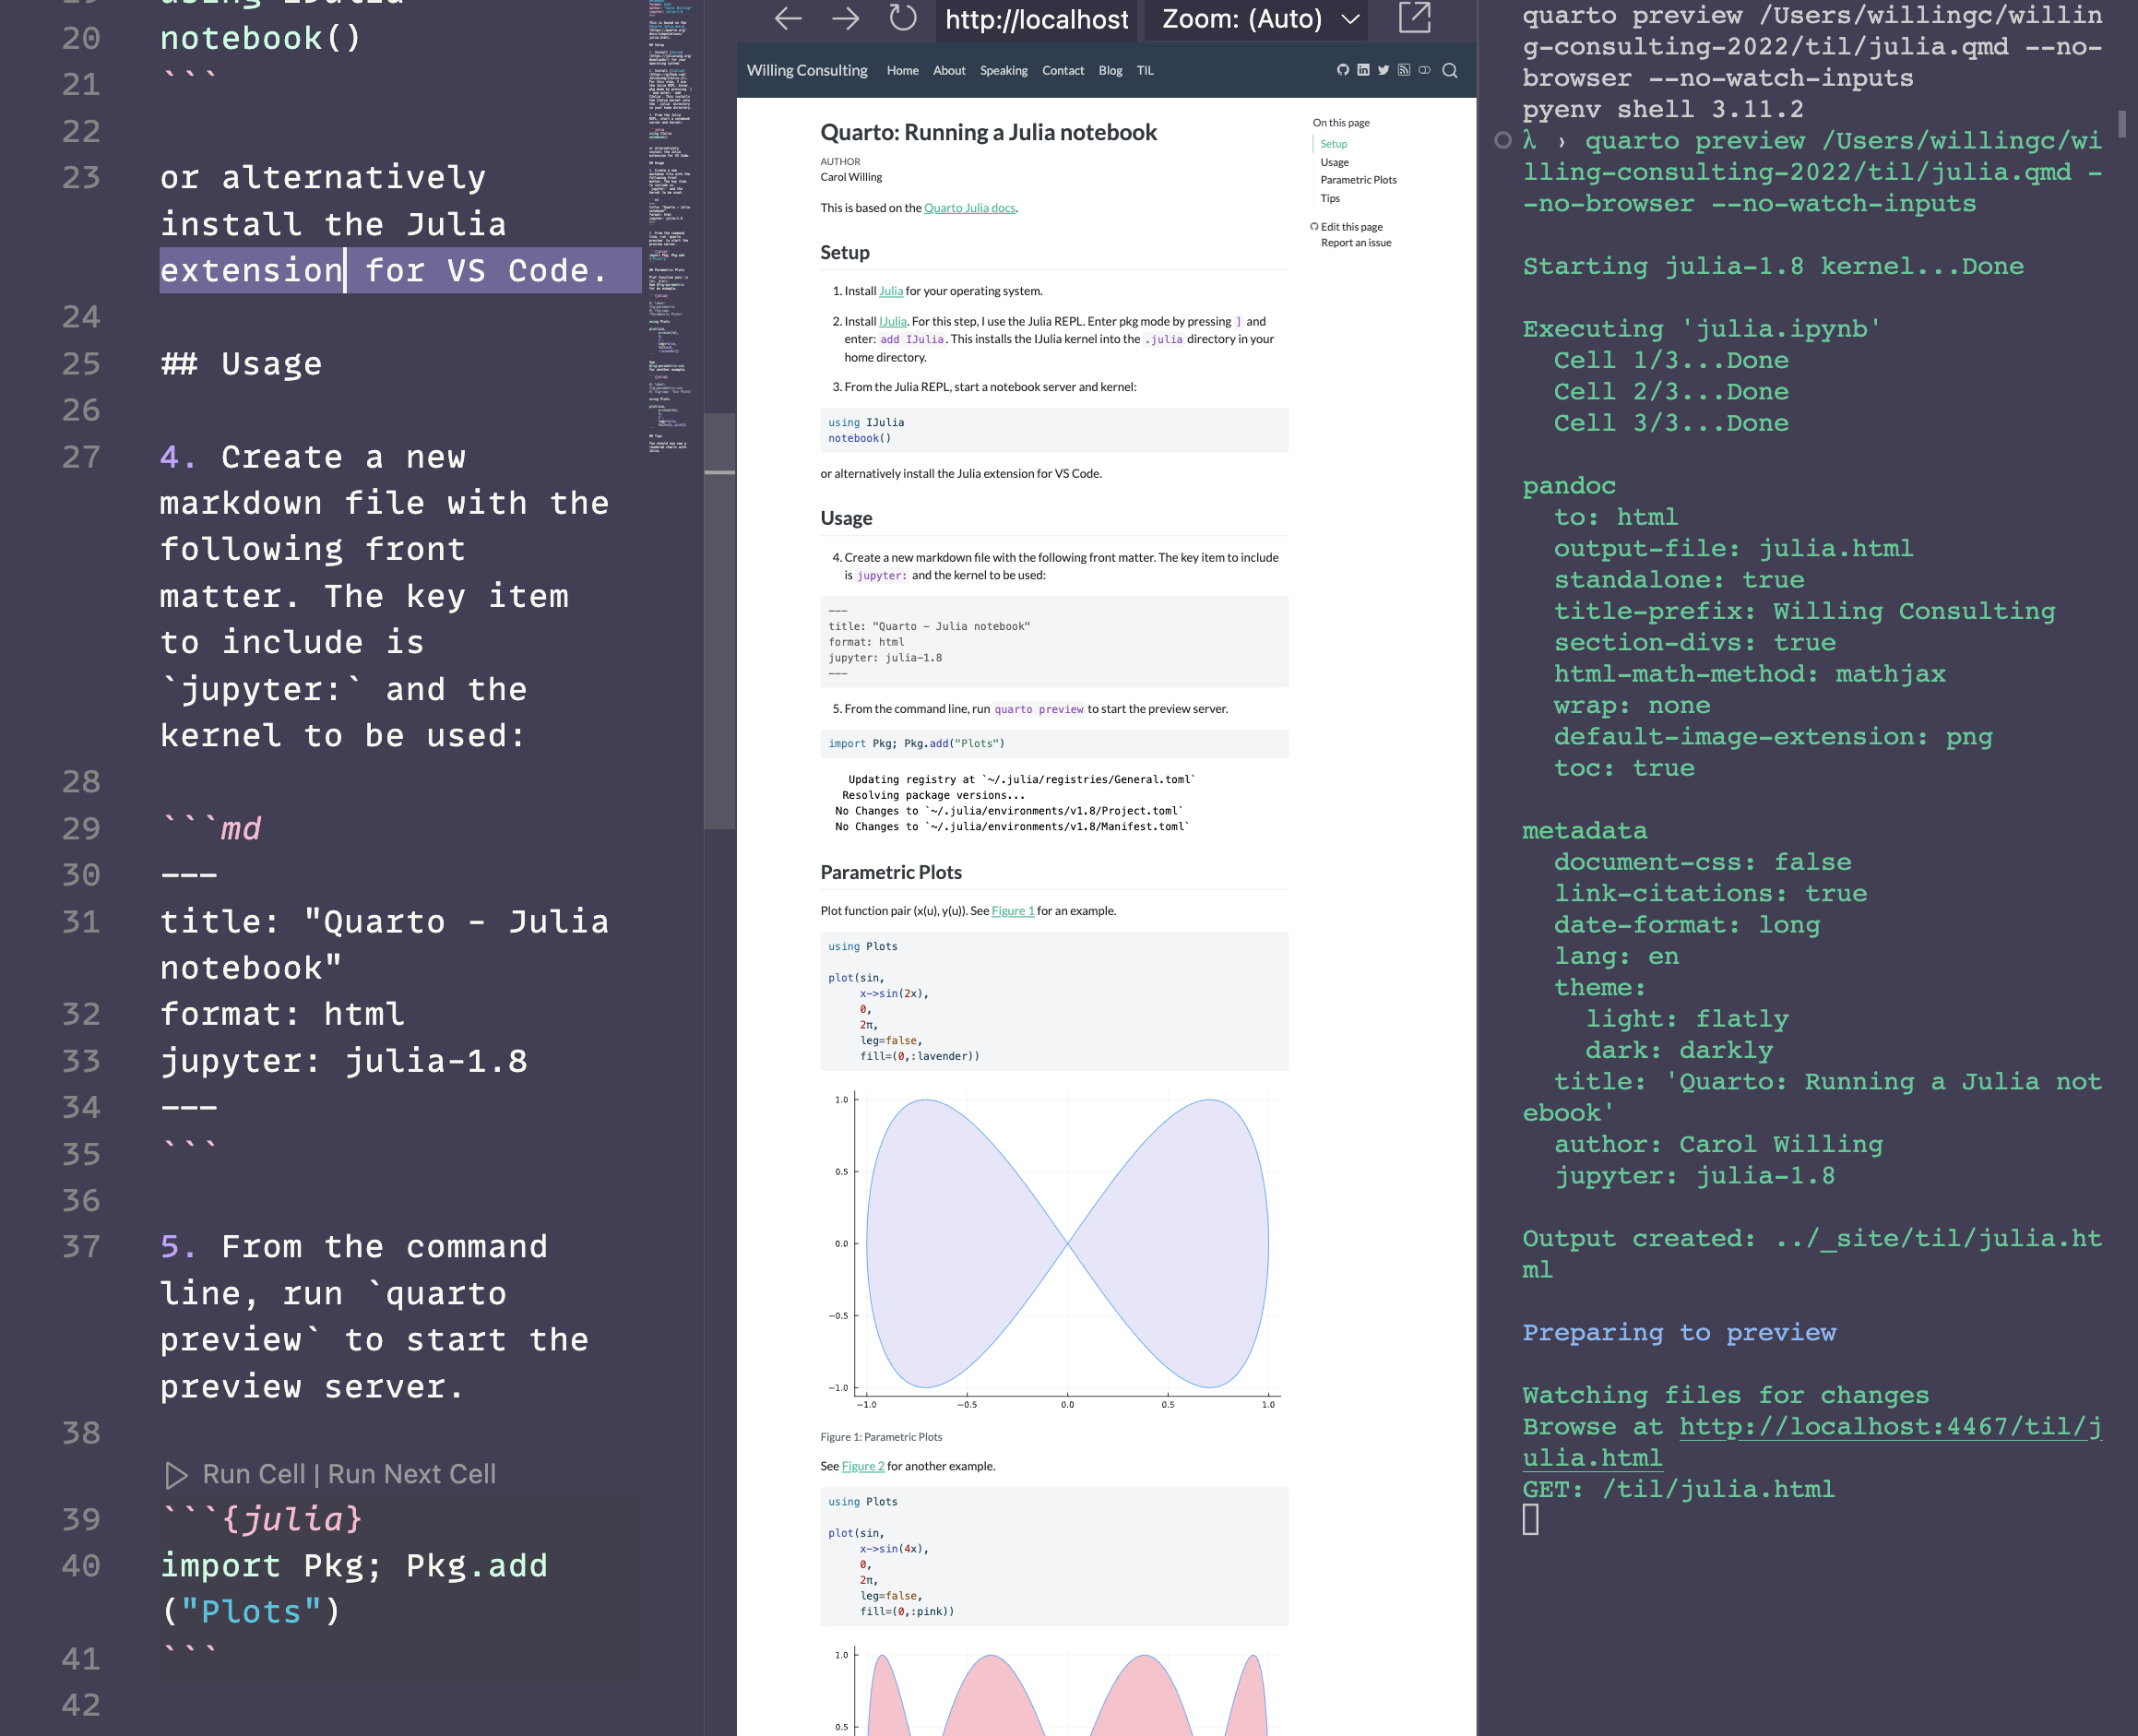 20 notebook()
21 ```
22
23 or alternatively
install the Julia
extension for VS Code.
24
25 ## Usage
26
27 4. Create a new
markdown file with the
following front
matter. The key item
to include is
`jupyter:` and the
kernel to be used:
28
29 ```md
30 ---
31 title: "Quarto - Julia
notebook"
32 format: html
33 jupyter: julia-1.8
34 ---
35 ```
36
37 5. From the command
line, run `quarto
preview` to start the
preview server.
38
Run Cell | Run Next Cell
39 ```{julia}
40 import Pkg; Pkg.add
("Plots")
41 ```
42
http://localhost Zoom: (Auto)
Willing Consulting Home About Speaking Contact Blog TIL
Quarto: Running a Julia notebook
AUTHOR
Carol Willing
This is based on the Quarto Julia docs.
Setup
1. Install Julia for your operating system.
2. Install IJulia. For this step, I use the Julia REPL. Enter pkg mode by pressing ] and
enter: add IJulia. This installs the IJulia kernel into the .julia directory in your
home directory.
3. From the Julia REPL, start a notebook server and kernel:
using IJulia
notebook()
or alternatively install the Julia extension for VS Code.
Usage
4. Create a new markdown file with the following front matter. The key item to include
is jupyter: and the kernel to be used:
---
title: "Quarto - Julia notebook"
format: html
jupyter: julia-1.8
---
5. From the command line, run quarto preview to start the preview server.
import Pkg; Pkg.add("Plots")
Updating registry at `~/.julia/registries/General.toml`
Resolving package versions...
No Changes to `~/.julia/environments/v1.8/Project.toml`
No Changes to `~/.julia/environments/v1.8/Manifest.toml`
Parametric Plots
Plot function pair (x(u), y(u)). See Figure 1 for an example.
using Plots
plot(sin,
x->sin(2x),
0,
2π,
leg=false,
fill=(0,:lavender))
1.0
0.5
0.0
-0.5
-1.0
-1.0 -0.5 0.0 0.5 1.0
Figure 1: Parametric Plots
See Figure 2 for another example.
using Plots
plot(sin,
x->sin(4x),
0,
2π,
leg=false,
fill=(0,:pink))
1.0
0.5
On this page
Setup
Usage
Parametric Plots
Tips
Edit this page
Report an issue
quarto preview /Users/willingc/willin
g-consulting-2022/til/julia.qmd --no-
browser --no-watch-inputs
pyenv shell 3.11.2
λ › quarto preview /Users/willingc/wi
lling-consulting-2022/til/julia.qmd -
-no-browser --no-watch-inputs
Starting julia-1.8 kernel...Done
Executing 'julia.ipynb'
Cell 1/3...Done
Cell 2/3...Done
Cell 3/3...Done
pandoc
to: html
output-file: julia.html
standalone: true
title-prefix: Willing Consulting
section-divs: true
html-math-method: mathjax
wrap: none
default-image-extension: png
toc: true
metadata
document-css: false
link-citations: true
date-format: long
lang: en
theme:
light: flatly
dark: darkly
title: 'Quarto: Running a Julia not
ebook'
author: Carol Willing
jupyter: julia-1.8
Output created: ../_site/til/julia.ht
ml
Preparing to preview
Watching files for changes
Browse at http://localhost:4467/til/j
ulia.html
GET: /til/julia.html